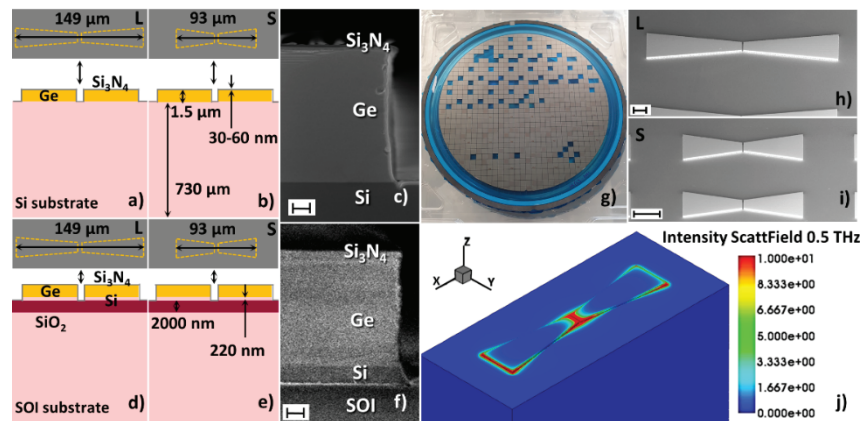 149 µm L
93 µm S
Si₃N₄
Ge
1.5 µm
30-60 nm
730 µm
Si substrate a) b)
149 µm L
93 µm S
Si₃N₄
Ge
Si
SiO₂
2000 nm
220 nm
SOI substrate d) e)
Si₃N₄
Ge
Si c)
Si₃N₄
Ge
Si
SOI f)
g)
L
h)
S
i)
Z
X Y
Intensity ScattField 0.5 THz
1.000e+01
8.333e+00
6.667e+00
5.000e+00
3.333e+00
1.667e+00
0.000e+00
j)